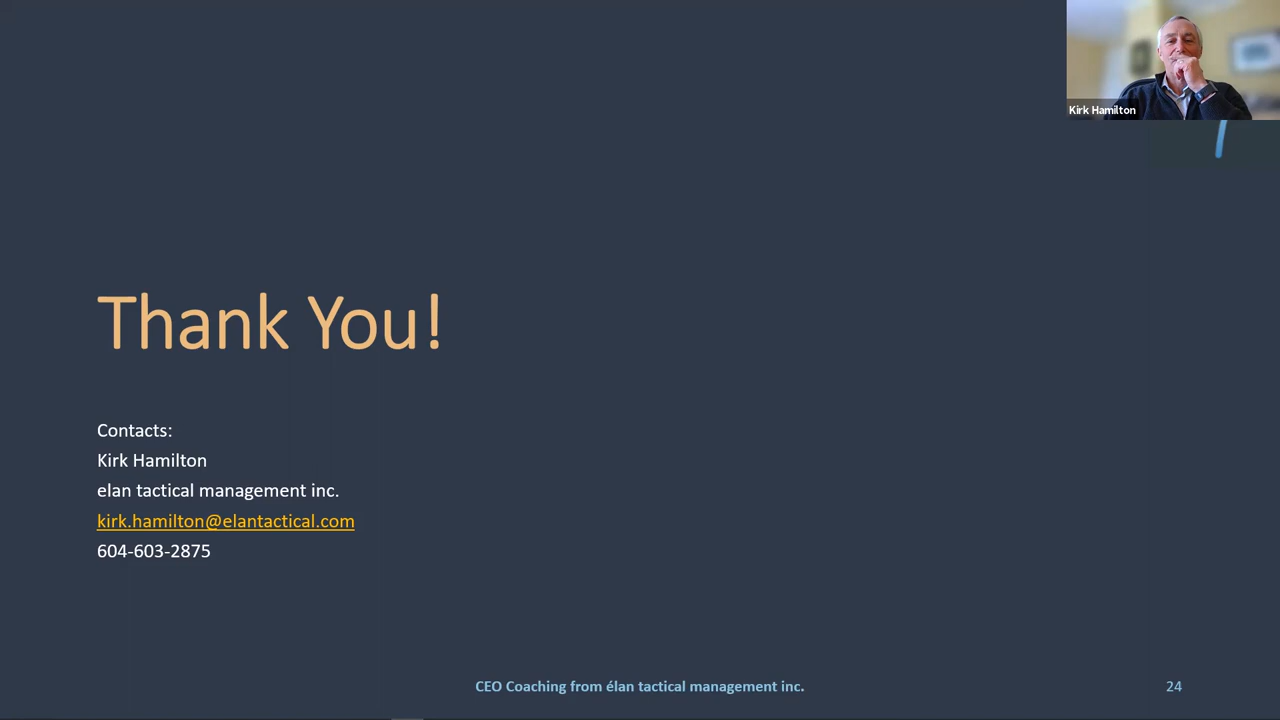 Kirk Hamilton
Thank You!
Contacts:
Kirk Hamilton
elan tactical management inc.
kirk.hamilton@elantactical.com
604-603-2875
CEO Coaching from élan tactical management inc.
24